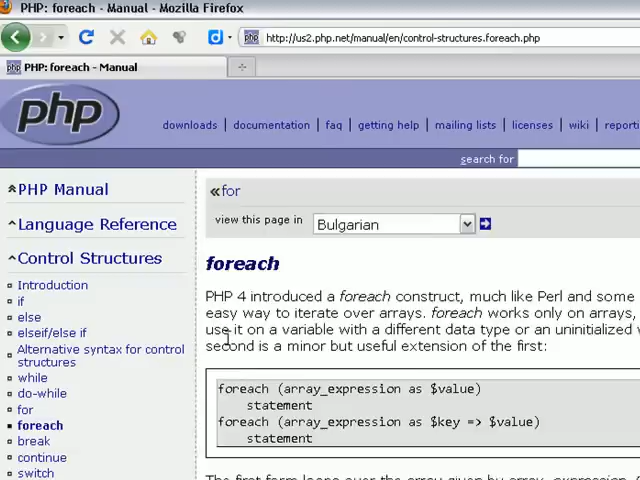 PHP: foreach - Manual - Mozilla Firefox
http://us2.php.net/manual/en/control-structures.foreach.php
PHP: foreach - Manual
php
downloads | documentation | faq | getting help | mailing lists | licenses | wiki | reporti
search for
PHP Manual
«for
Language Reference
view this page in
Bulgarian
Control Structures
foreach
Introduction
if
else
elseif/else if
Alternative syntax for control
structures
while
do-while
for
foreach
break
continue
switch
PHP 4 introduced a foreach construct, much like Perl and some
easy way to iterate over arrays. foreach works only on arrays,
use it on a variable with a different data type or an uninitialized
second is a minor but useful extension of the first:
foreach (array_expression as $value)
statement
foreach (array_expression as $key => $value)
statement